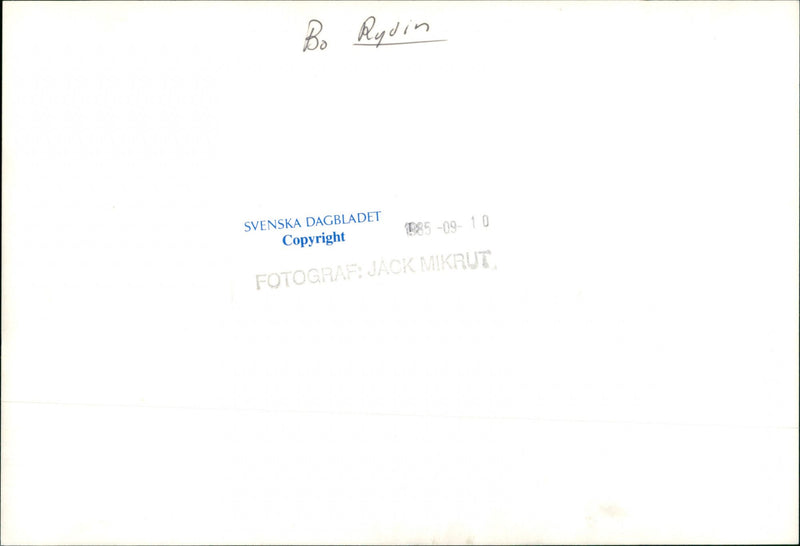 Bo Rydin
SVENSKA DAGBLADET
Copyright
1985-09-10
FOTOGRAF: JACK MIKRUT